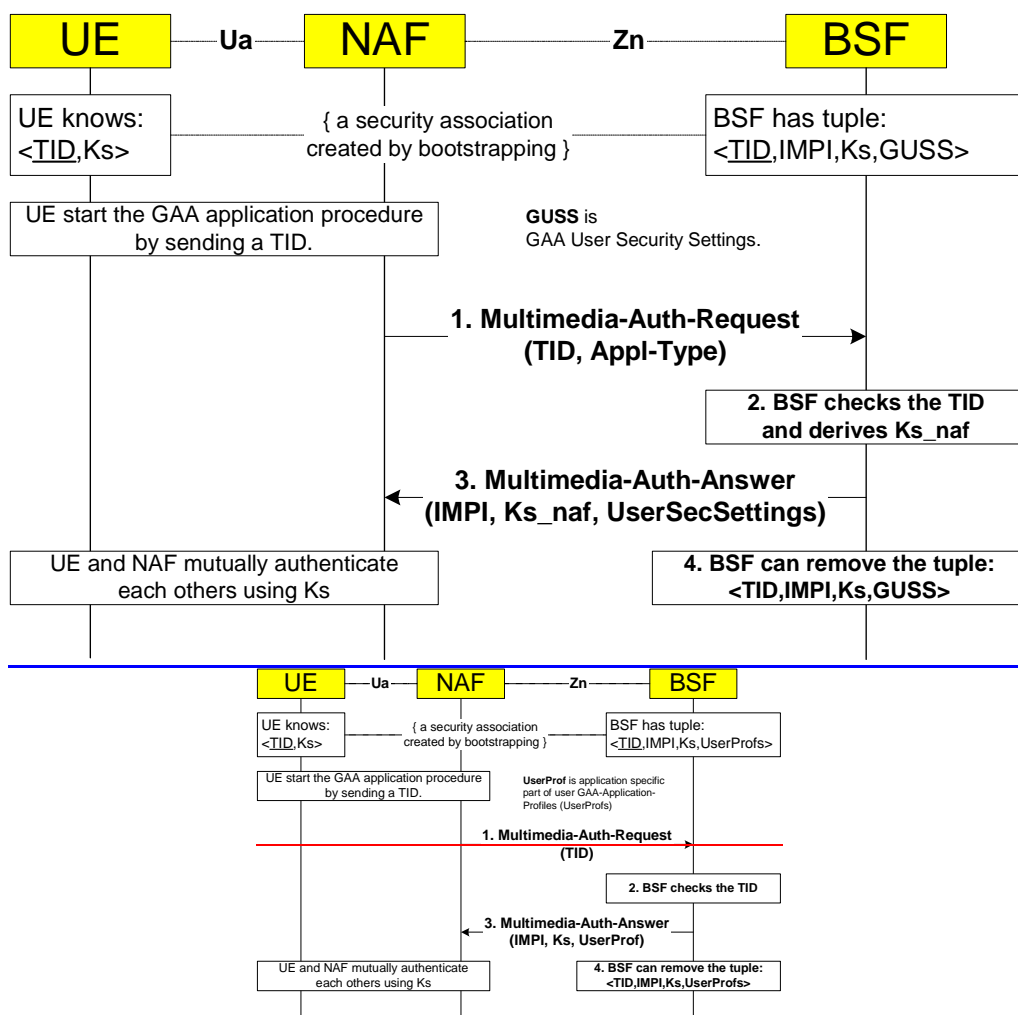 UE Ua NAF Zn BSF
UE knows:
<TID,Ks>
{ a security association
created by bootstrapping }
BSF has tuple:
<TID,IMPI,Ks,GUSS>
UE start the GAA application procedure
by sending a TID.
GUSS is
GAA User Security Settings.
1. Multimedia-Auth-Request
(TID, Appl-Type)
2. BSF checks the TID
and derives Ks_naf
3. Multimedia-Auth-Answer
(IMPI, Ks_naf, UserSecSettings)
UE and NAF mutually authenticate
each others using Ks
4. BSF can remove the tuple:
<TID,IMPI,Ks,GUSS>
UE Ua NAF Zn BSF
UE knows:
<TID,Ks>
{ a security association
created by bootstrapping }
BSF has tuple:
<TID,IMPI,Ks,UserProfs>
UE start the GAA application procedure
by sending a TID.
UserProf is application specific
part of user GAA-Application-
Profiles (UserProfs)
1. Multimedia-Auth-Request
(TID)
2. BSF checks the TID
3. Multimedia-Auth-Answer
(IMPI, Ks, UserProf)
UE and NAF mutually authenticate
each others using Ks
4. BSF can remove the tuple:
<TID,IMPI,Ks,UserProfs>